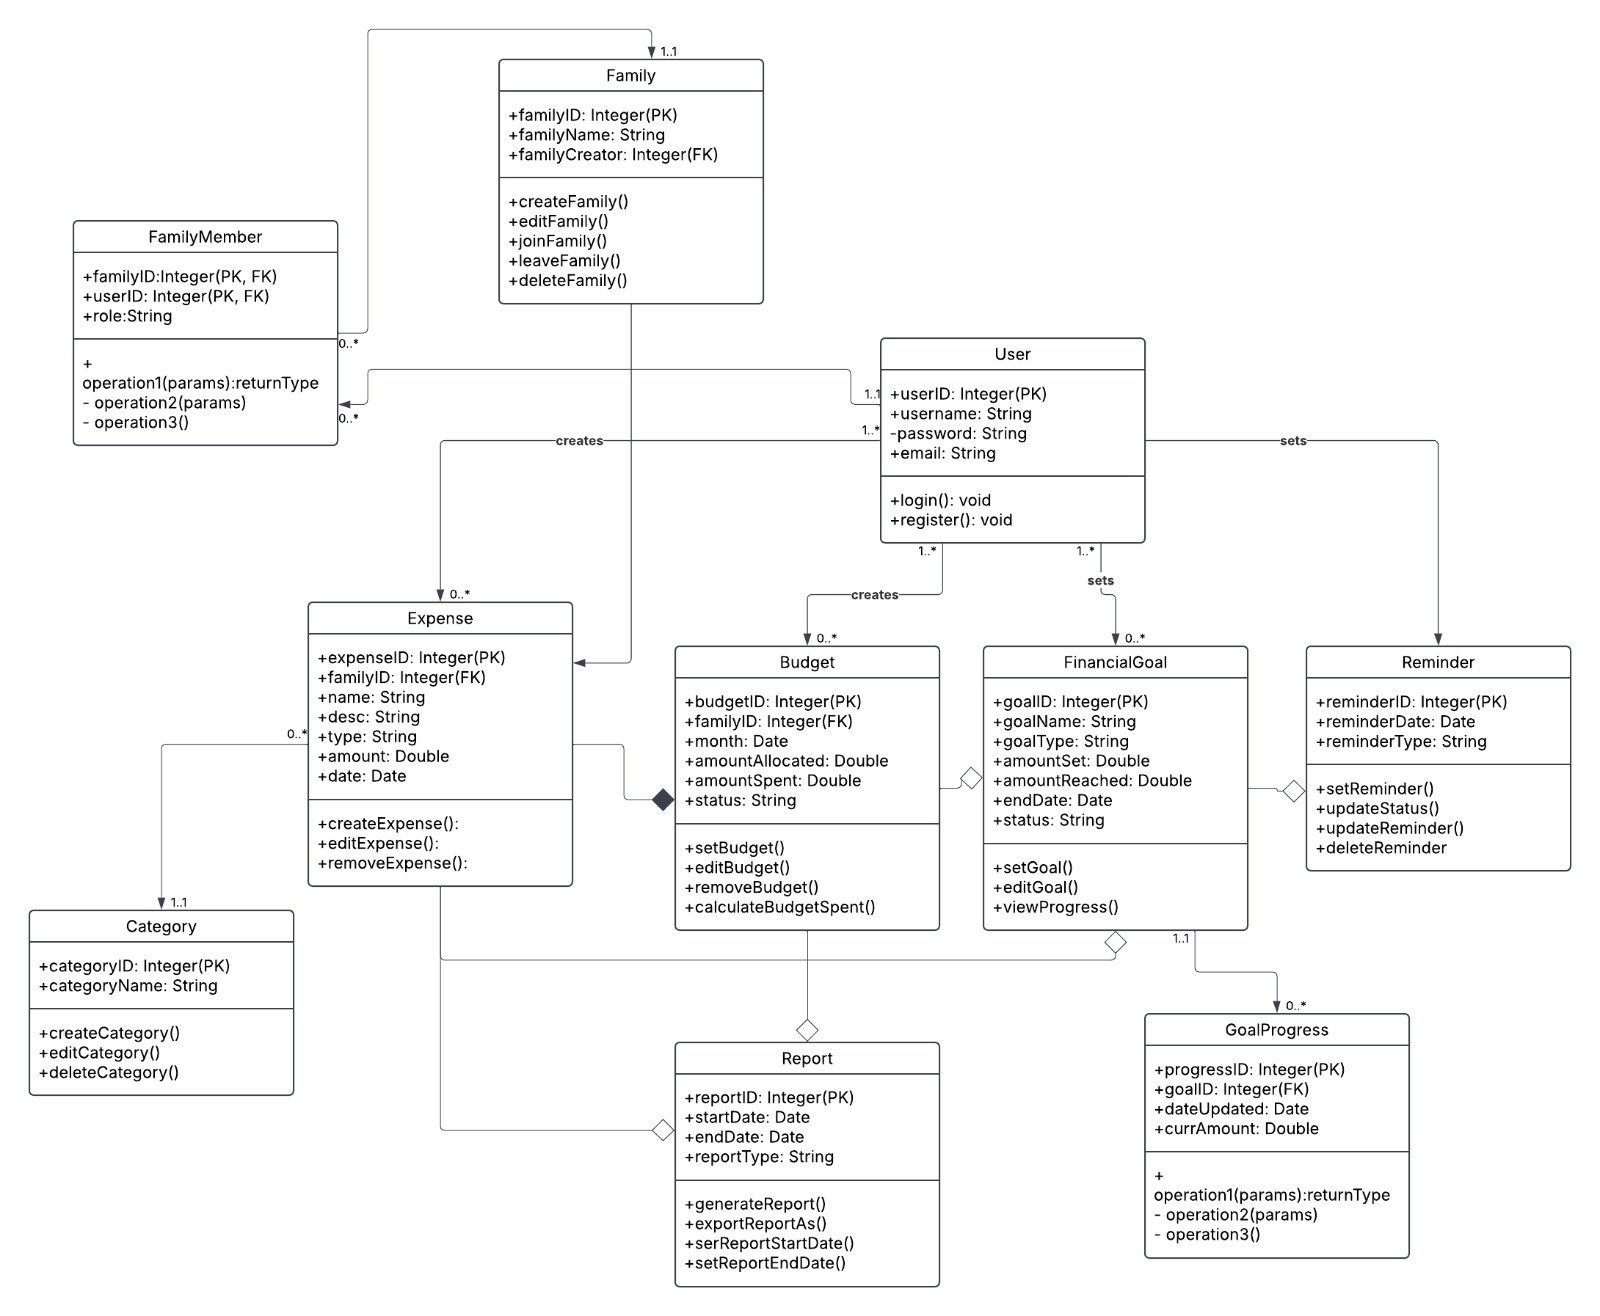 1..1
Family
+familyID: Integer(PK)
+familyName: String
+familyCreator: Integer(FK)
+createFamily()
+editFamily()
+joinFamily()
+leaveFamily()
+deleteFamily()
FamilyMember
+familyID:Integer(PK, FK)
+userID: Integer(PK, FK)
+role:String
0..*
+
operation1(params):returnType
- operation2(params)
- operation3()
0..*
User
+userID: Integer(PK)
+username: String
-password: String
+email: String
+login(): void
+register(): void
1..1
1..*
creates
sets
1..*
1..*
sets
creates
0..*
0..*
0..*
Expense
+expenseID: Integer(PK)
+familyID: Integer(FK)
+name: String
+desc: String
+type: String
+amount: Double
+date: Date
+createExpense():
+editExpense():
+removeExpense():
0..*
Budget
+budgetID: Integer(PK)
+familyID: Integer(FK)
+month: Date
+amountAllocated: Double
+amountSpent: Double
+status: String
+setBudget()
+editBudget()
+removeBudget()
+calculateBudgetSpent()
FinancialGoal
+goalID: Integer(PK)
+goalName: String
+goalType: String
+amountSet: Double
+amountReached: Double
+endDate: Date
+status: String
+setGoal()
+editGoal()
+viewProgress()
Reminder
+reminderID: Integer(PK)
+reminderDate: Date
+reminderType: String
+setReminder()
+updateStatus()
+updateReminder()
+deleteReminder
1..1
Category
+categoryID: Integer(PK)
+categoryName: String
+createCategory()
+editCategory()
+deleteCategory()
1..1
0..*
GoalProgress
+progressID: Integer(PK)
+goalID: Integer(FK)
+dateUpdated: Date
+currAmount: Double
+
operation1(params):returnType
- operation2(params)
- operation3()
Report
+reportID: Integer(PK)
+startDate: Date
+endDate: Date
+reportType: String
+generateReport()
+exportReportAs()
+serReportStartDate()
+setReportEndDate()